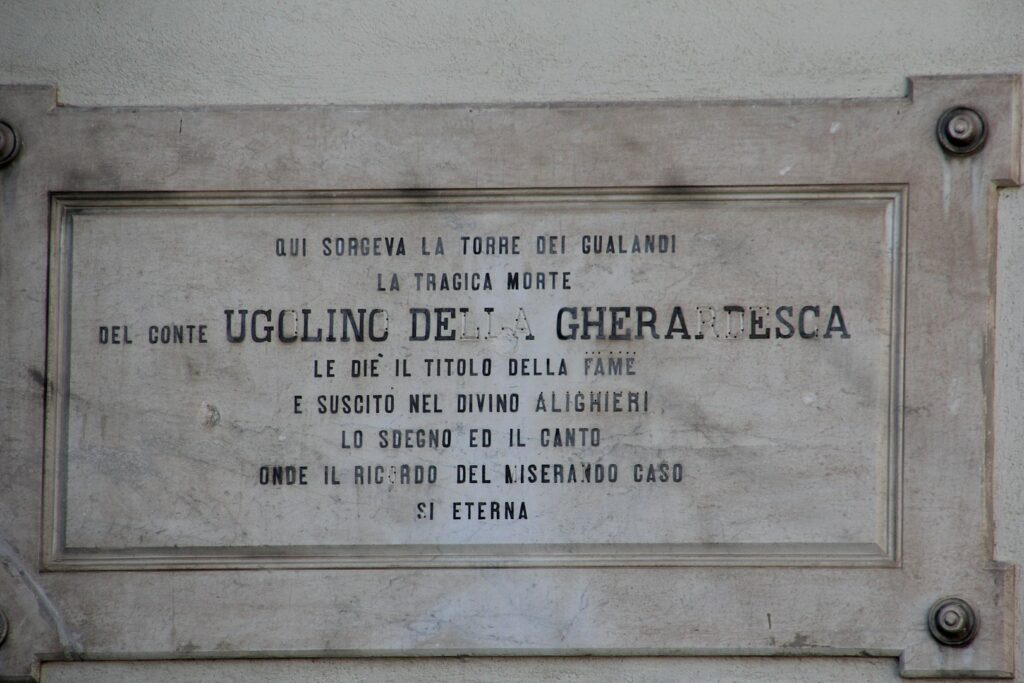 QUI SORGEVA LA TORRE DEI GUALANDI
LA TRAGICA MORTE
DEL CONTE UGOLINO DELLA GHERARDESCA
LE DIE' IL TITOLO DELLA FAME
E SUSCITÒ NEL DIVINO ALIGHIERI
LO SDEGNO ED IL CANTO
ONDE IL RICORDO DEL MISERANDO CASO
SI ETERNA